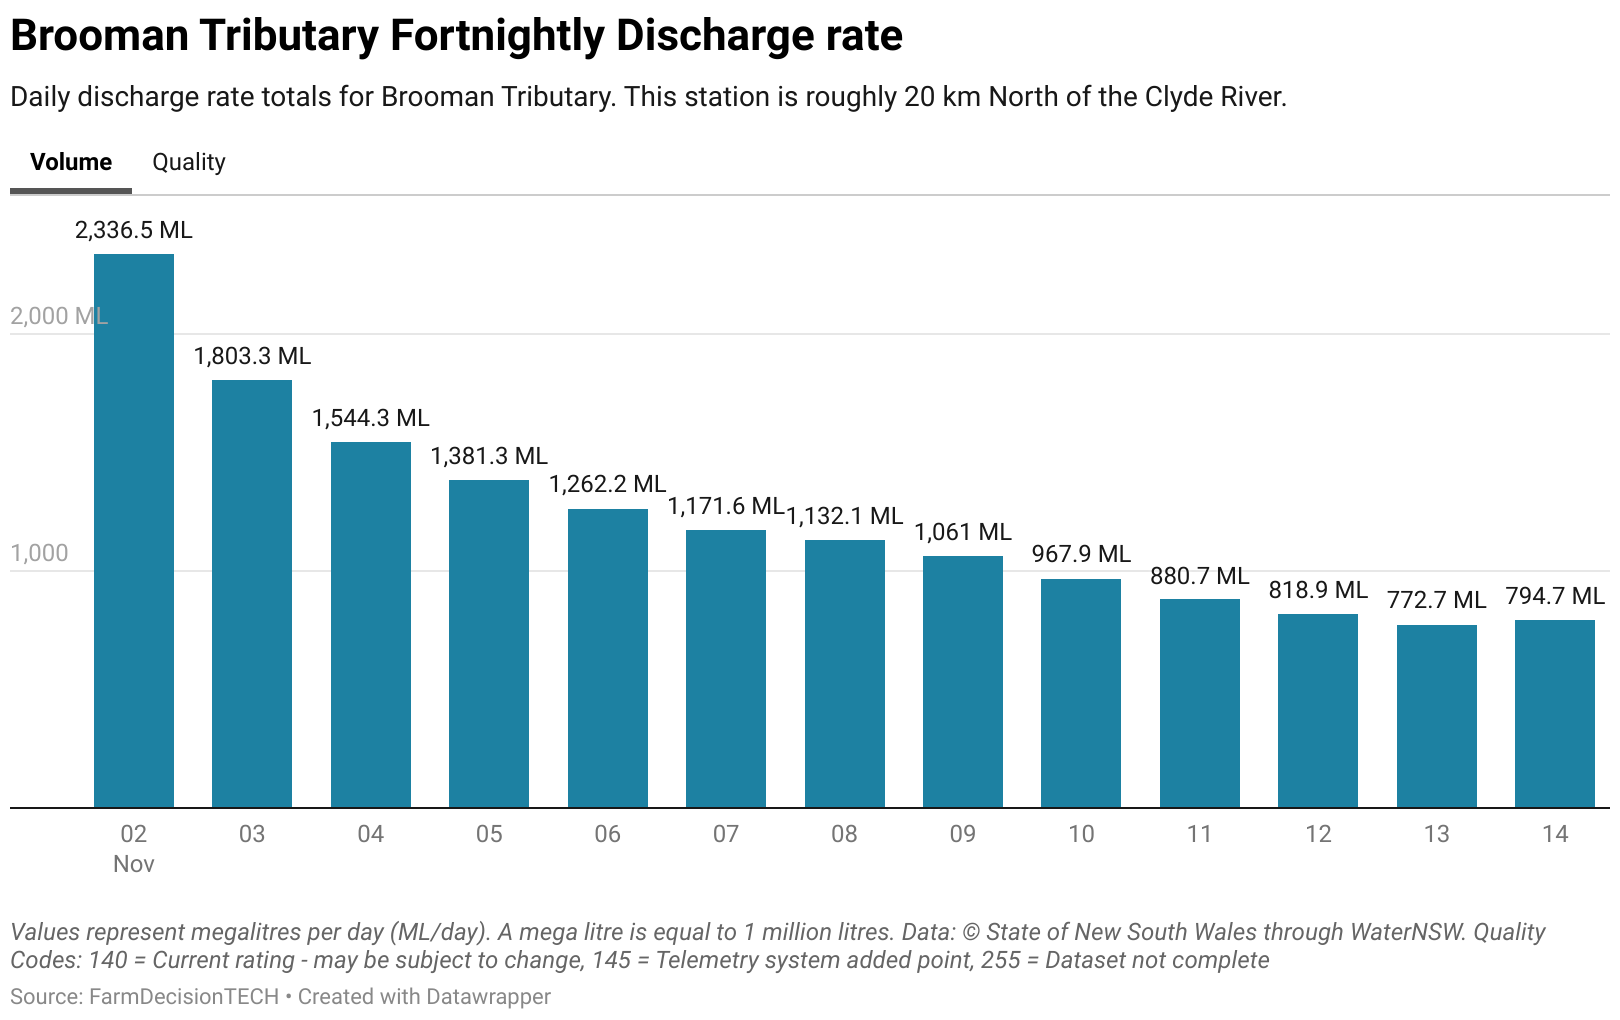 Brooman Tributary Fortnightly Discharge rate
Daily discharge rate totals for Brooman Tributary. This station is roughly 20 km North of the Clyde River.
Volume Quality
2,336.5 ML
2,000 ML
1,803.3 ML
1,544.3 ML
1,381.3 ML
1,262.2 ML
1,171.6 ML
1,132.1 ML
1,061 ML
1,000
967.9 ML
880.7 ML
818.9 ML
772.7 ML
794.7 ML
02 03 04 05 06 07 08 09 10 11 12 13 14
Nov
Values represent megalitres per day (ML/day). A mega litre is equal to 1 million litres. Data: © State of New South Wales through WaterNSW. Quality
Codes: 140 = Current rating - may be subject to change, 145 = Telemetry system added point, 255 = Dataset not complete
Source: FarmDecisionTECH • Created with Datawrapper